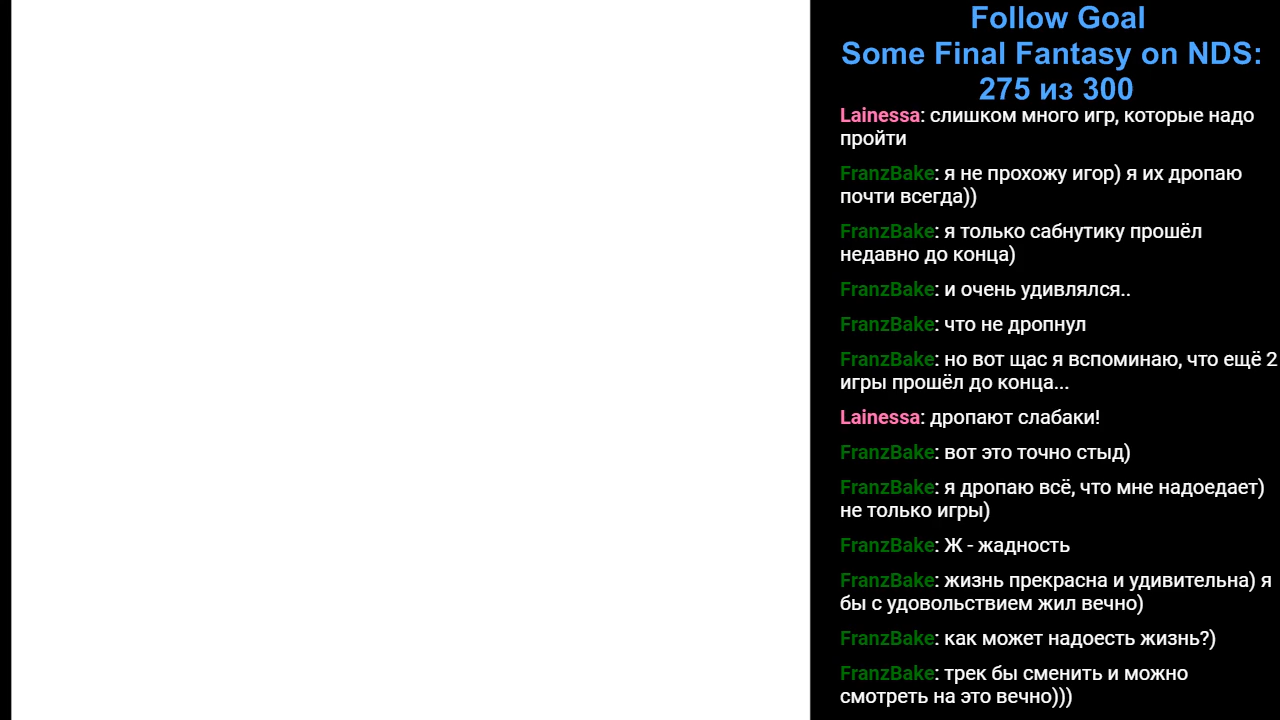 Follow Goal
Some Final Fantasy on NDS:
275 из 300
Lainessa: слишком много игр, которые надо
пройти
FranzBake: я не прохожу игор) я их дропаю
почти всегда))
FranzBake: я только сабнутику прошёл
недавно до конца)
FranzBake: и очень удивлялся..
FranzBake: что не дропнул
FranzBake: но вот щас я вспоминаю, что ещё 2
игры прошёл до конца...
Lainessa: дропают слабаки!
FranzBake: вот это точно стыд)
FranzBake: я дропаю всё, что мне надоедает)
не только игры)
FranzBake: Ж - жадность
FranzBake: жизнь прекрасна и удивительна) я
бы с удовольствием жил вечно)
FranzBake: как может надоесть жизнь?)
FranzBake: трек бы сменить и можно
смотреть на это вечно)))